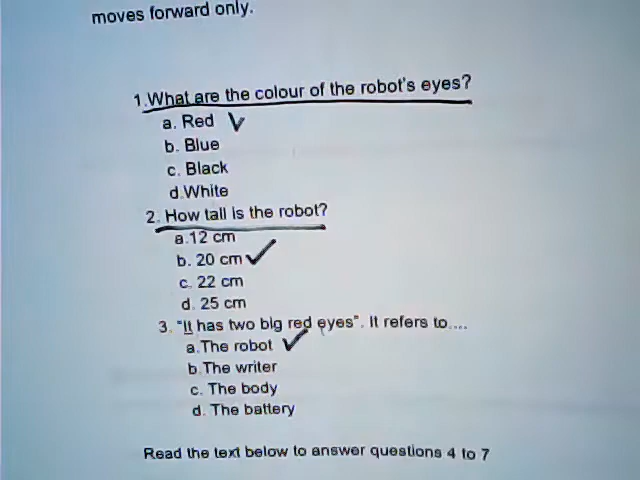 moves forward only.
1.What are the colour of the robot's eyes?
a. Red
b. Blue
c. Black
d.White
2. How tall is the robot?
a.12 cm
b. 20 cm
c. 22 cm
d. 25 cm
3. "It has two big red eyes". It refers to....
a.The robot
b.The writer
c. The body
d. The battery
Read the text below to answer questions 4 to 7